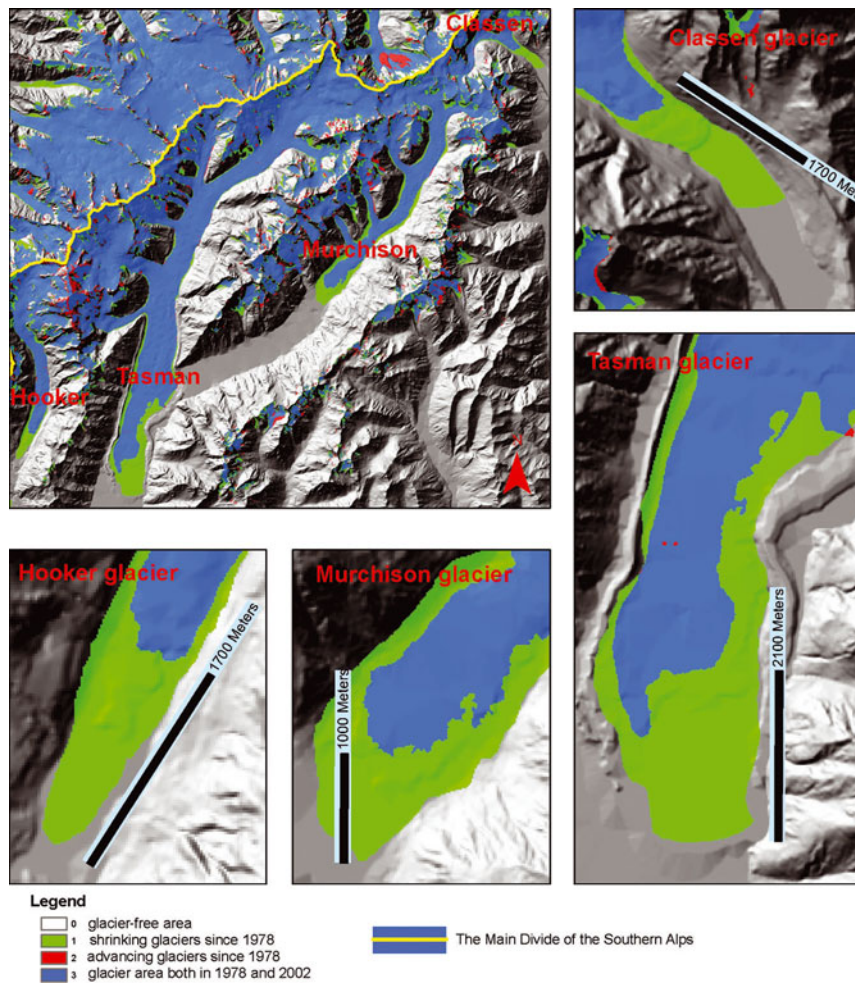 Classen
Murchison
Tasman
Hooker
N
Classen glacier
1700 Me
Tasman glacier
2100 Meters
Hooker glacier
1700 Meters
Murchison glacier
1000 Meters
Legend
0 glacier-free area
1 shrinking glaciers since 1978
2 advancing glaciers since 1978
3 glacier area both in 1978 and 2002
The Main Divide of the Southern Alps